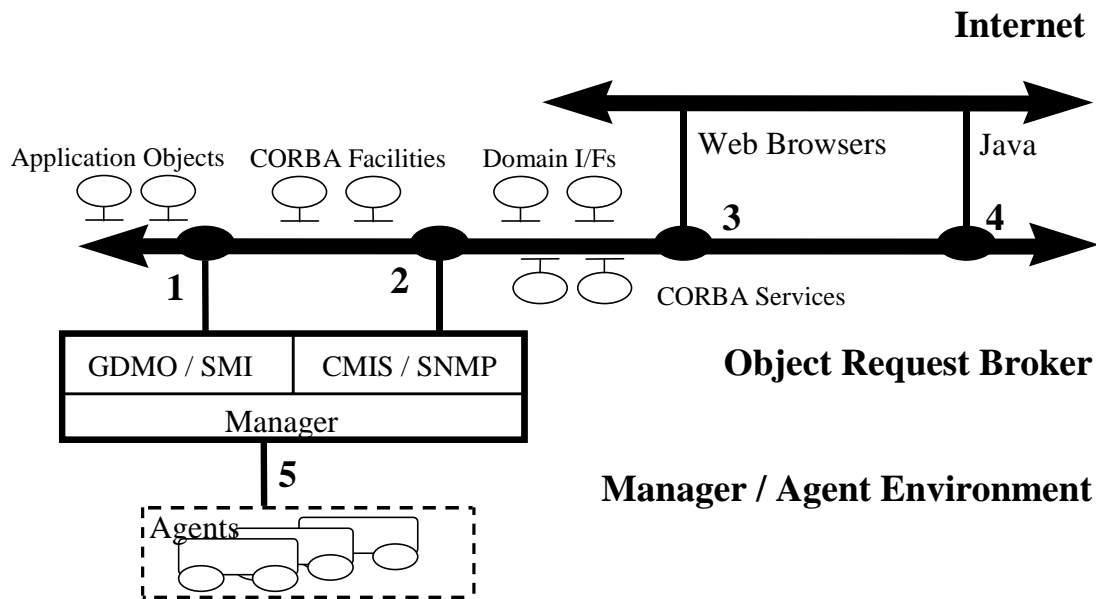 Internet
Web Browsers
Java
Application Objects
CORBA Facilities
Domain I/Fs
3
4
1
2
CORBA Services
GDMO / SMI
CMIS / SNMP
Object Request Broker
Manager
5
Manager / Agent Environment
Agents